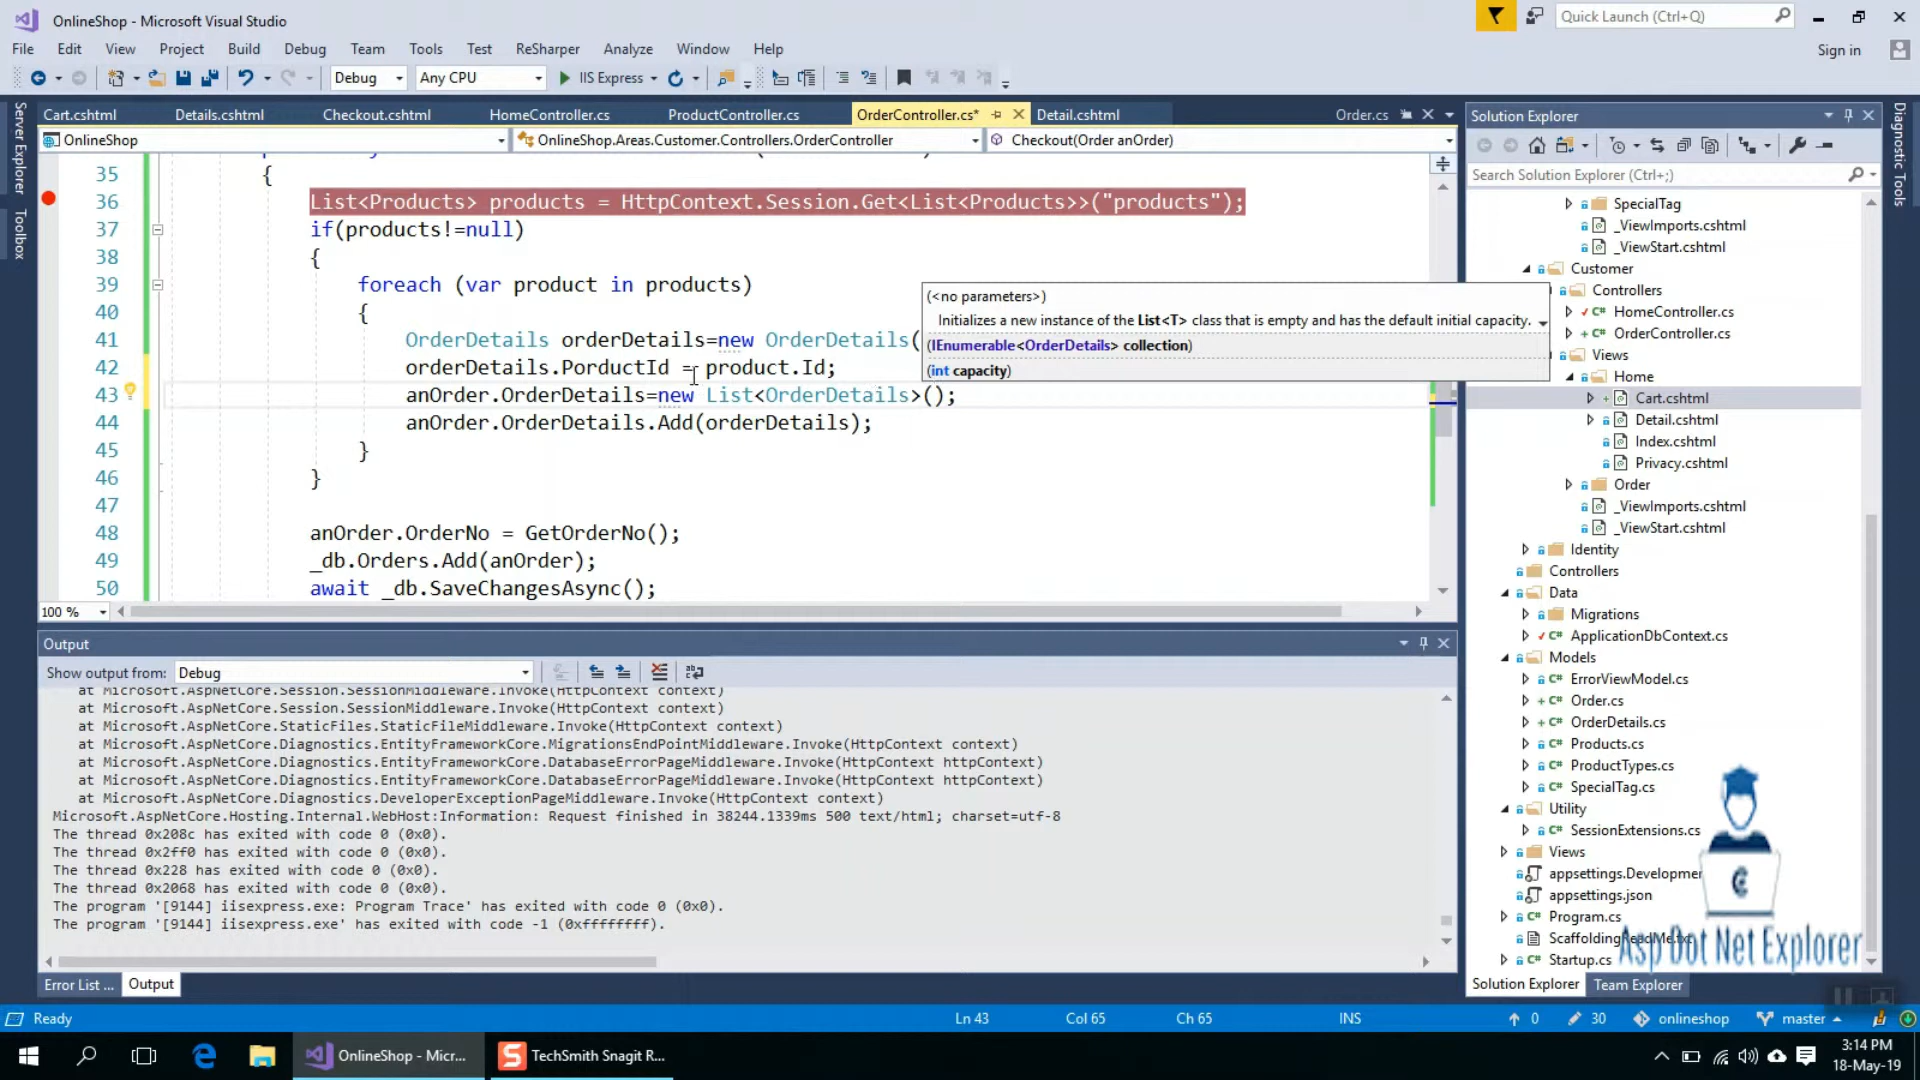 OnlineShop - Microsoft Visual Studio
Quick Launch (Ctrl+Q)
File Edit View Project Build Debug Team Tools Test ReSharper Analyze Window Help
Sign in
Debug Any CPU IIS Express
Server Explorer
Toolbox
Cart.cshtml Details.cshtml Checkout.cshtml HomeController.cs ProductController.cs OrderController.cs* Detail.cshtml Order.cs
OnlineShop OnlineShop.Areas.Customer.Controllers.OrderController Checkout(Order anOrder)
35 {
36 List<Products> products = HttpContext.Session.Get<List<Products>>("products");
37 if(products!=null)
38 {
39 foreach (var product in products)
40 {
41 OrderDetails orderDetails=new OrderDetails(
42 orderDetails.PorductId = product.Id;
43 anOrder.OrderDetails=new List<OrderDetails>();
44 anOrder.OrderDetails.Add(orderDetails);
45 }
46 }
47
48 anOrder.OrderNo = GetOrderNo();
49 _db.Orders.Add(anOrder);
50 await _db.SaveChangesAsync();
(<no parameters>)
Initializes a new instance of the List<T> class that is empty and has the default initial capacity.
(IEnumerable<OrderDetails> collection)
(int capacity)
100 %
Output
Show output from: Debug
at Microsoft.AspNetCore.Session.SessionMiddleware.Invoke(HttpContext context)
at Microsoft.AspNetCore.Session.SessionMiddleware.Invoke(HttpContext context)
at Microsoft.AspNetCore.StaticFiles.StaticFileMiddleware.Invoke(HttpContext context)
at Microsoft.AspNetCore.Diagnostics.EntityFrameworkCore.MigrationsEndPointMiddleware.Invoke(HttpContext context)
at Microsoft.AspNetCore.Diagnostics.EntityFrameworkCore.DatabaseErrorPageMiddleware.Invoke(HttpContext httpContext)
at Microsoft.AspNetCore.Diagnostics.EntityFrameworkCore.DatabaseErrorPageMiddleware.Invoke(HttpContext httpContext)
at Microsoft.AspNetCore.Diagnostics.DeveloperExceptionPageMiddleware.Invoke(HttpContext context)
Microsoft.AspNetCore.Hosting.Internal.WebHost:Information: Request finished in 38244.1339ms 500 text/html; charset=utf-8
The thread 0x208c has exited with code 0 (0x0).
The thread 0x2ff0 has exited with code 0 (0x0).
The thread 0x228 has exited with code 0 (0x0).
The thread 0x2068 has exited with code 0 (0x0).
The program '[9144] iisexpress.exe: Program Trace' has exited with code 0 (0x0).
The program '[9144] iisexpress.exe' has exited with code -1 (0xffffffff).
Error List ... Output
Solution Explorer
Search Solution Explorer (Ctrl+;)
SpecialTag
_ViewImports.cshtml
_ViewStart.cshtml
Customer
Controllers
C# HomeController.cs
C# OrderController.cs
Views
Home
Cart.cshtml
Detail.cshtml
Index.cshtml
Privacy.cshtml
Order
_ViewImports.cshtml
_ViewStart.cshtml
Identity
Controllers
Data
Migrations
C# ApplicationDbContext.cs
Models
C# ErrorViewModel.cs
C# Order.cs
C# OrderDetails.cs
C# Products.cs
C# ProductTypes.cs
C# SpecialTag.cs
Utility
C# SessionExtensions.cs
Views
appsettings.Developmen
appsettings.json
C# Program.cs
ScaffoldingReadMe.txt
C# Startup.cs
Asp Dot Net Explorer
Solution Explorer Team Explorer
Diagnostic Tools
Ready Ln 43 Col 65 Ch 65 INS 0 30 onlineshop master
OnlineShop - Micr... TechSmith Snagit R...
3:14 PM
18-May-19